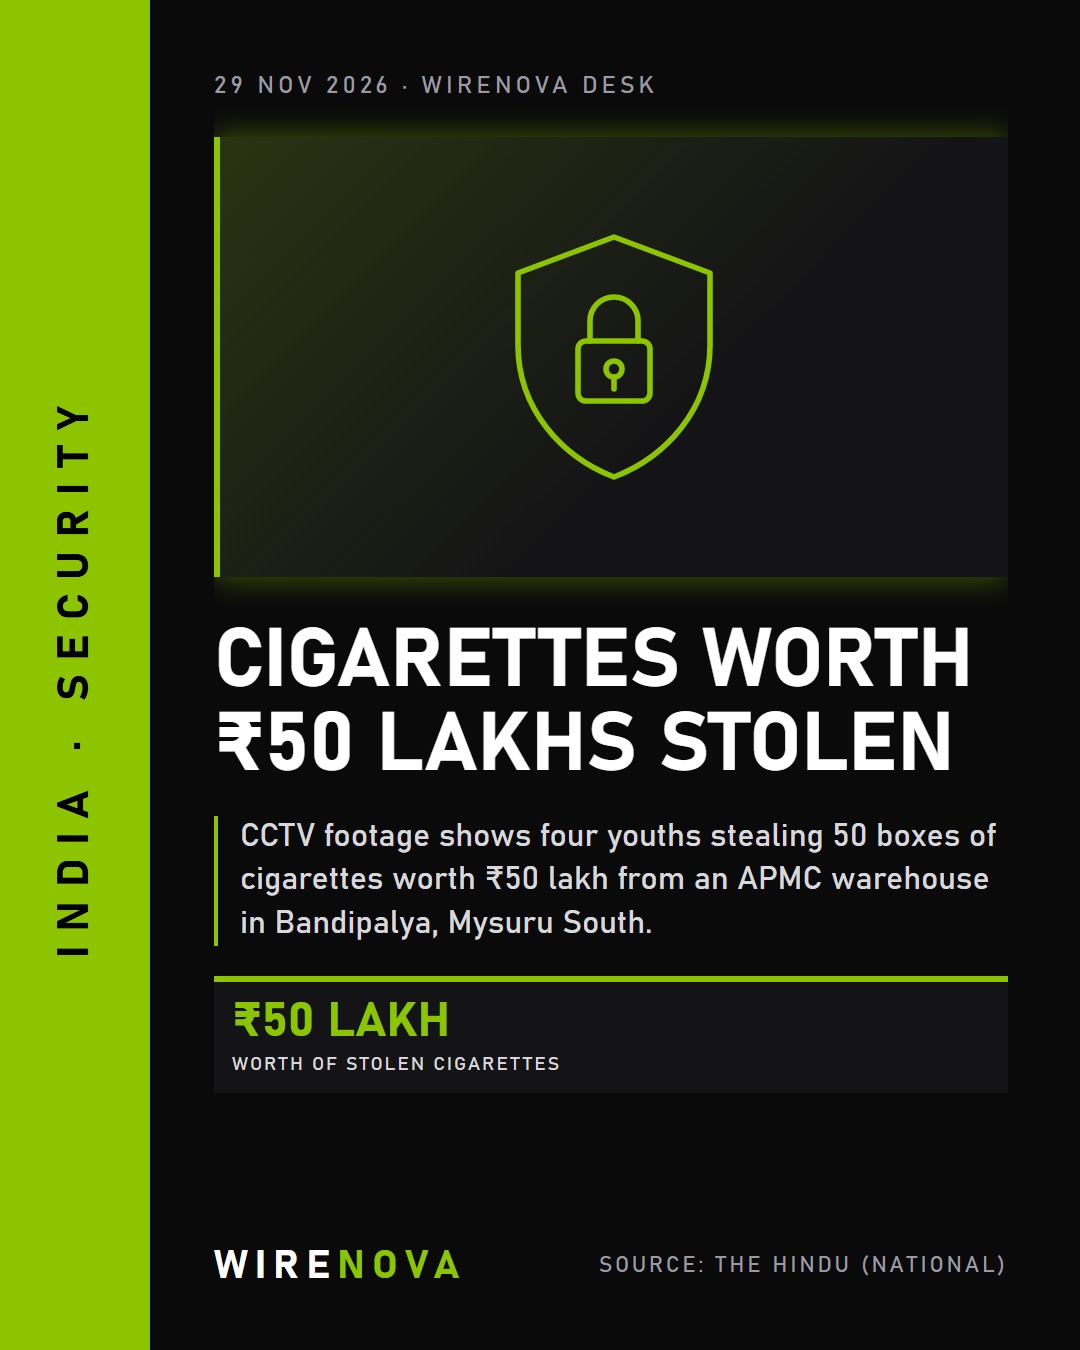 INDIA · SECURITY
29 NOV 2026 · WIRENOVA DESK
CIGARETTES WORTH
₹50 LAKHS STOLEN
CCTV footage shows four youths stealing 50 boxes of
cigarettes worth ₹50 lakh from an APMC warehouse
in Bandipalya, Mysuru South.
₹50 LAKH
WORTH OF STOLEN CIGARETTES
WIRENOVA
SOURCE: THE HINDU (NATIONAL)